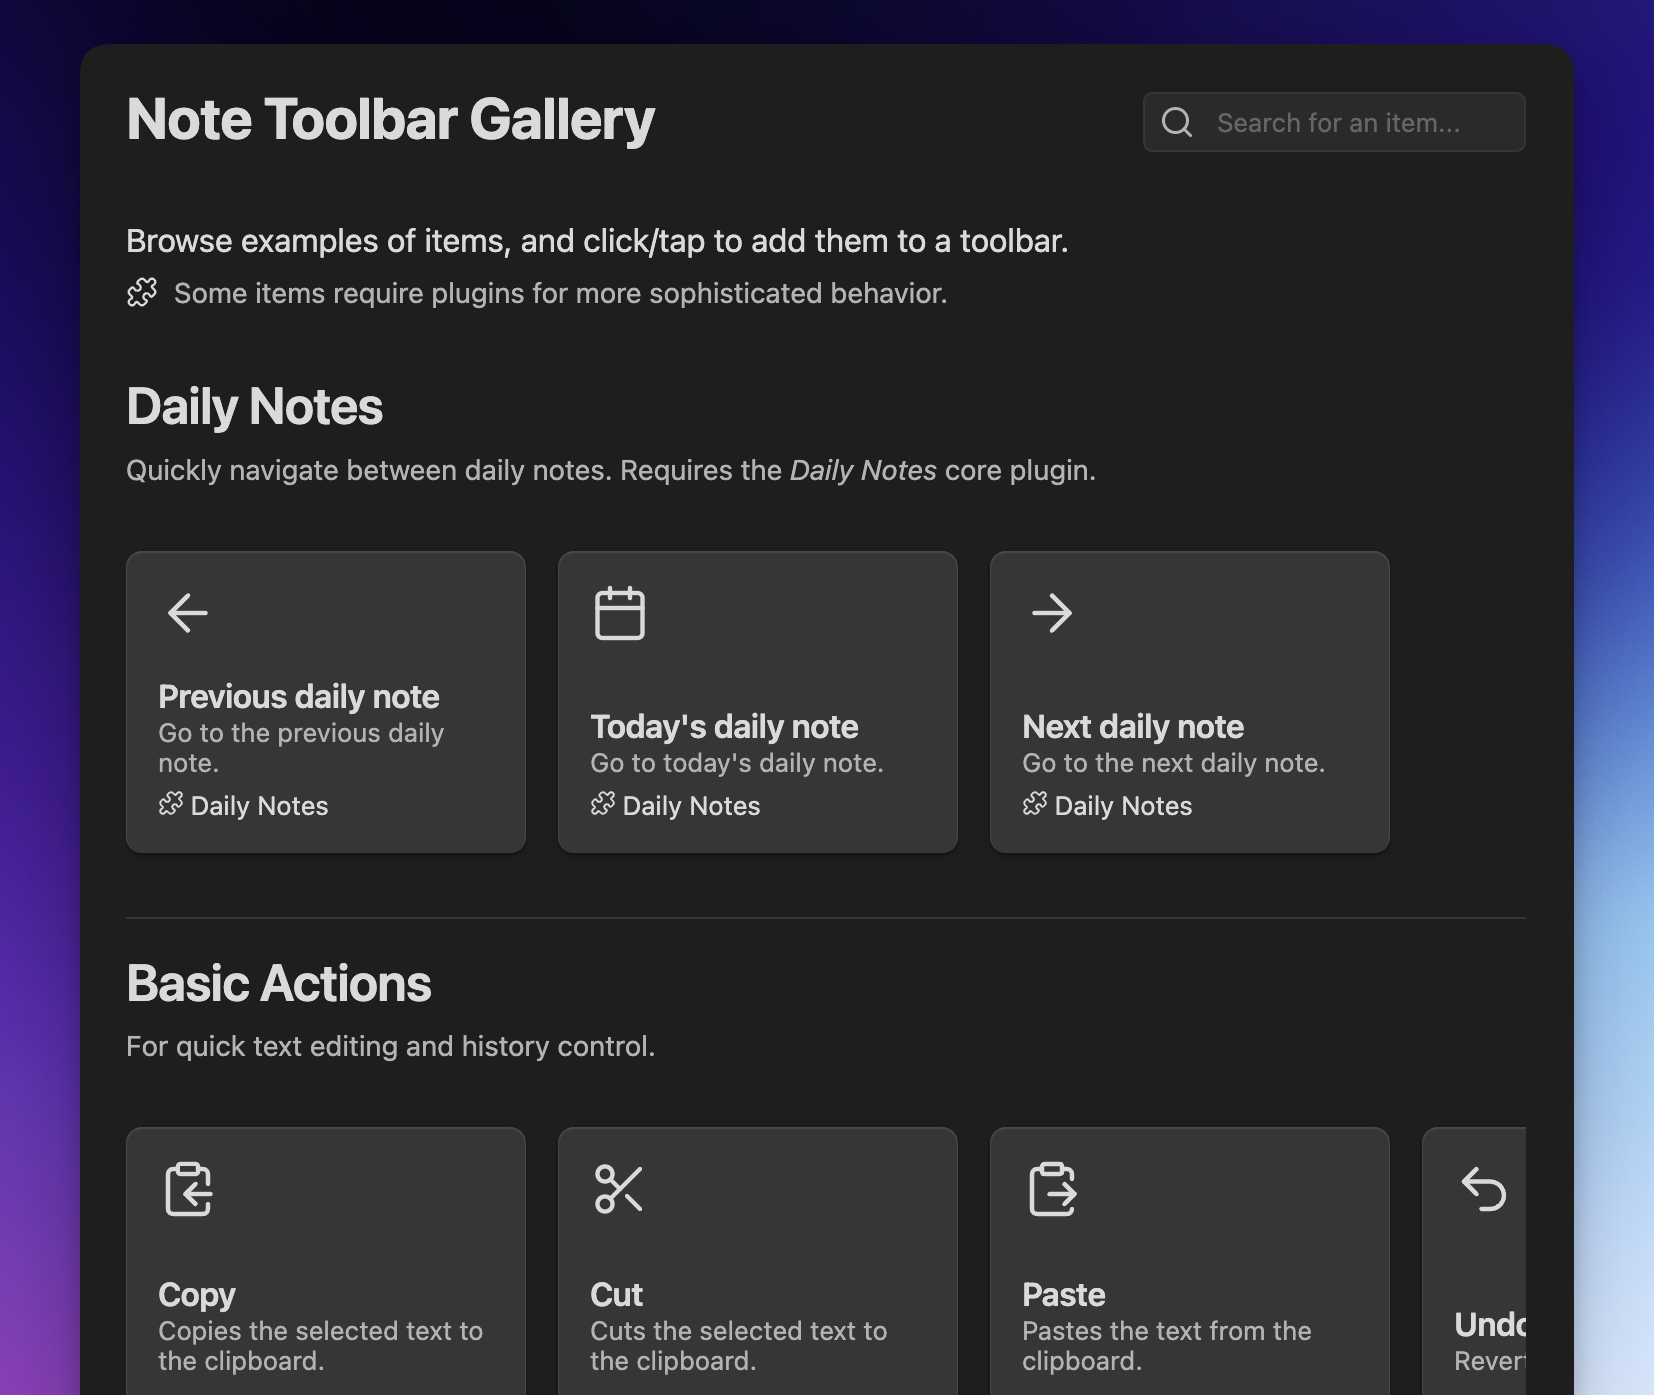 Note Toolbar Gallery
Search for an item...
Browse examples of items, and click/tap to add them to a toolbar.
Some items require plugins for more sophisticated behavior.
Daily Notes
Quickly navigate between daily notes. Requires the Daily Notes core plugin.
Previous daily note
Go to the previous daily
note.
Daily Notes
Today's daily note
Go to today's daily note.
Daily Notes
Next daily note
Go to the next daily note.
Daily Notes
Basic Actions
For quick text editing and history control.
Copy
Copies the selected text to
the clipboard.
Cut
Cuts the selected text to
the clipboard.
Paste
Pastes the text from the
clipboard.